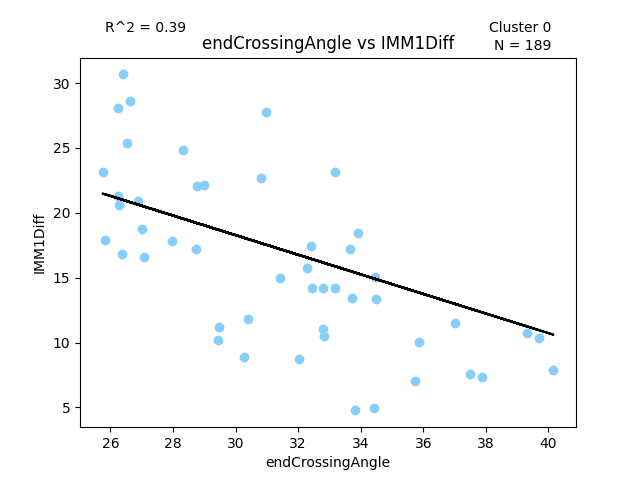 R^2 = 0.39
Cluster 0
endCrossingAngle vs IMM1Diff
N = 189
30
25
20
15
10
5
IMM1Diff
26 28 30 32 34 36 38 40
endCrossingAngle